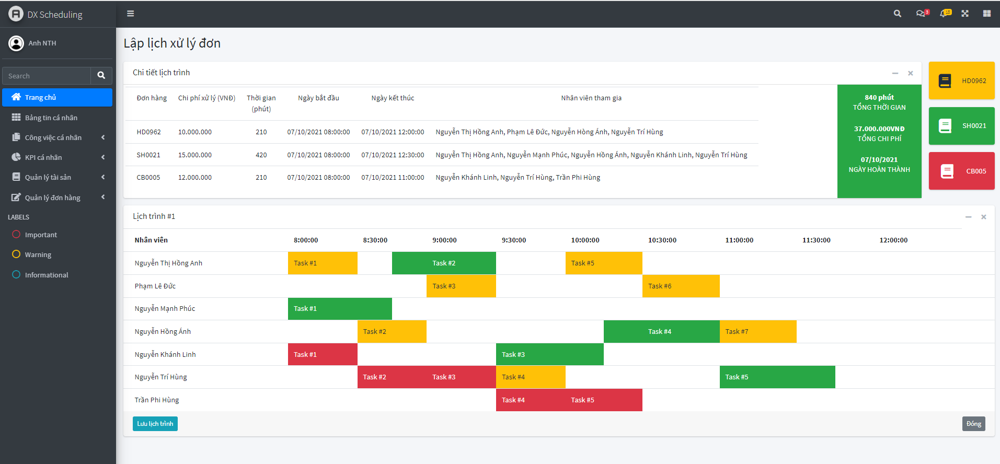 DX Scheduling
3
15
Anh NTH
Search
Trang chủ
Bảng tin cá nhân
Công việc cá nhân
KPI cá nhân
Quản lý tài sản
Quản lý đơn hàng
LABELS
Important
Warning
Informational
Lập lịch xử lý đơn
Chi tiết lịch trình
Đơn hàng Chi phí xử lý (VNĐ) Thời gian (phút) Ngày bắt đầu Ngày kết thúc Nhân viên tham gia
HD0962 10.000.000 210 07/10/2021 08:00:00 07/10/2021 12:00:00 Nguyễn Thị Hồng Anh, Phạm Lê Đức, Nguyễn Hòng Ánh, Nguyễn Trí Hùng
SH0021 15.000.000 420 07/10/2021 08:00:00 07/10/2021 12:30:00 Nguyễn Thị Hồng Anh, Nguyễn Mạnh Phúc, Nguyễn Hồng Ánh, Nguyễn Khánh Linh, Nguyễn Trí Hùng
CB0005 12.000.000 210 07/10/2021 08:00:00 07/10/2021 11:00:00 Nguyễn Khánh Linh, Nguyễn Trí Hùng, Trần Phi Hùng
840 phút
TỔNG THỜI GIAN
37.000.000VNĐ
TỔNG CHI PHÍ
07/10/2021
NGÀY HOÀN THÀNH
HD0962
SH0021
CB005
Lịch trình #1
Nhân viên 8:00:00 8:30:00 9:00:00 9:30:00 10:00:00 10:30:00 11:00:00 11:30:00 12:00:00
Nguyễn Thị Hồng Anh Task #1 Task #2 Task #5
Phạm Lê Đức Task #3 Task #6
Nguyễn Mạnh Phúc Task #1
Nguyễn Hồng Ánh Task #2 Task #4 Task #7
Nguyễn Khánh Linh Task #1 Task #3
Nguyễn Trí Hùng Task #2 Task #3 Task #4 Task #5
Trần Phi Hùng Task #4 Task #5
Lưu lịch trình
Đóng